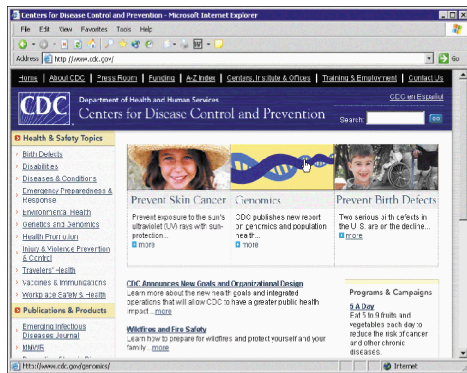 Centers for Disease Control and Prevention - Microsoft Internet Explorer
File Edit View Favorites Tools Help
Address http://www.cdc.gov/ Go
Home | About CDC | Press Room | Funding | A-Z Index | Centers, Institute & Offices | Training & Employment | Contact Us
CDC en Español
CDC
Department of Health and Human Services
Centers for Disease Control and Prevention
Search: GO
Health & Safety Topics
Birth Defects
Disabilities
Diseases & Conditions
Emergency Preparedness &
Response
Environmental Health
Genetics and Genomics
Health Promotion
Injury & Violence Prevention
& Control
Travelers' Health
Vaccines & Immunizations
Workplace Safety & Health
Publications & Products
Emerging Infectious
Diseases Journal
MMWR
Prevent Skin Cancer
Prevent exposure to the sun's
ultraviolet (UV) rays with sun-
protection...
more
Genomics
CDC publishes new report
on genomics and population
health...
more
Prevent Birth Defects
Two serious birth defects in
the U.S. are on the decline...
more
CDC Announces New Goals and Organizational Design
Learn more about the new health goals and integrated
operations that will allow CDC to have a greater public health
impact...more
Wildfires and Fire Safety
Learn how to prepare for wildfires and protect yourself and your
family...more
Programs & Campaigns
5 A Day
Eat 5 to 9 fruits and
vegetables each day to
reduce the risk of cancer
and other chronic
diseases.
http://www.cdc.gov/genomics/
Internet